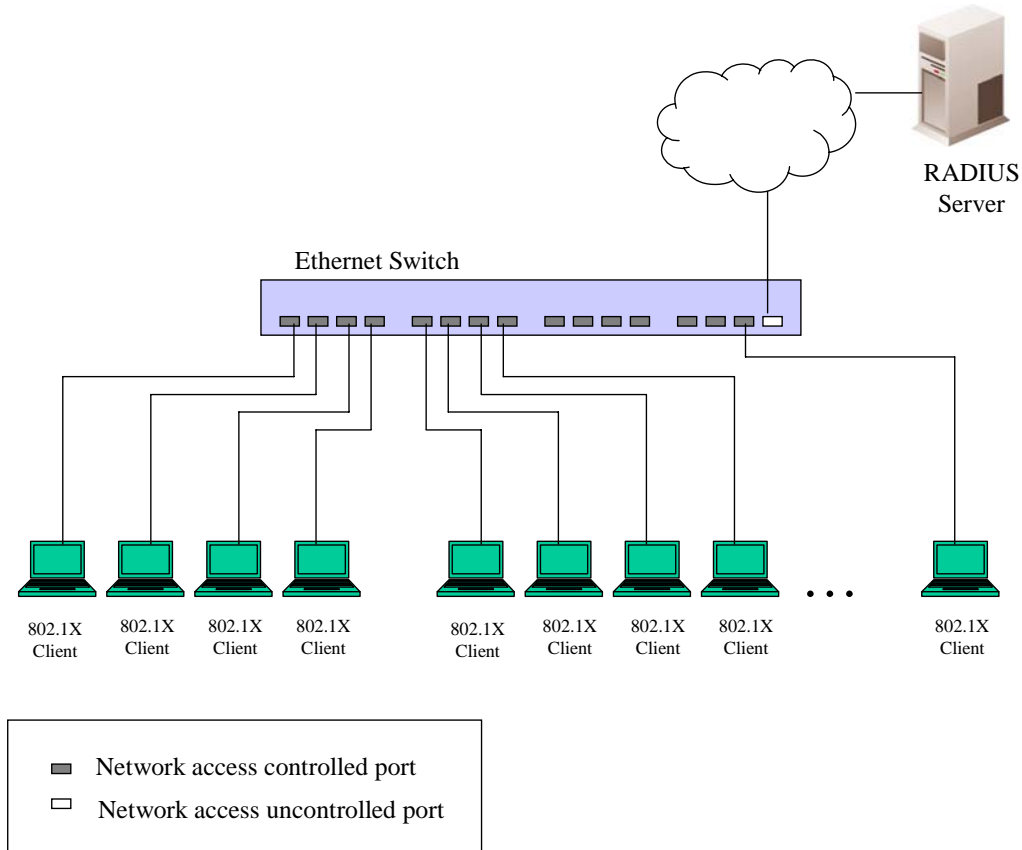 RADIUS
Server
Ethernet Switch
802.1X
Client
802.1X
Client
802.1X
Client
802.1X
Client
802.1X
Client
802.1X
Client
802.1X
Client
802.1X
Client
802.1X
Client
Network access controlled port
Network access uncontrolled port